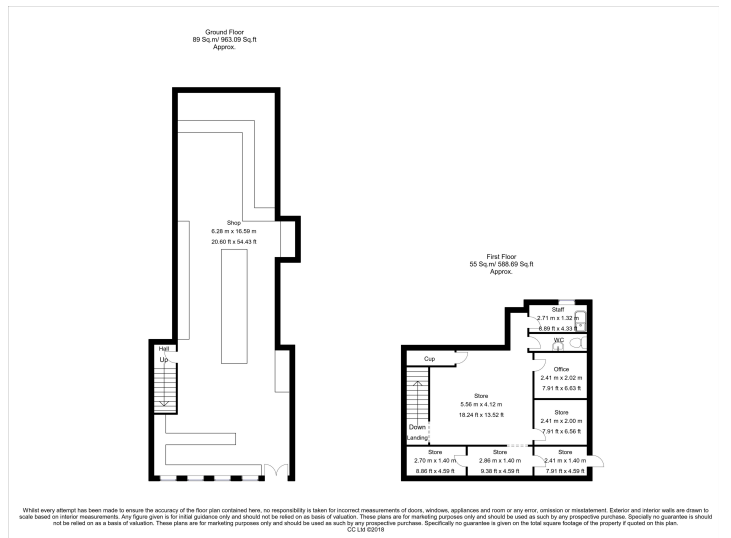 Ground Floor
89 Sq.m/ 963.09 Sq.ft
Approx.
Shop
6.28 m x 16.59 m
20.60 ft x 54.43 ft
Hall
Up
First Floor
55 Sq.m/ 588.69 Sq.ft
Approx.
Staff
2.71 m x 1.32 m
8.89 ft x 4.33 ft
WC
Cup
Office
2.41 m x 2.02 m
7.91 ft x 6.63 ft
Store
5.56 m x 4.12 m
18.24 ft x 13.52 ft
Store
2.41 m x 2.00 m
7.91 ft x 6.56 ft
Down
Landing
Store
2.70 m x 1.40 m
8.86 ft x 4.59 ft
Store
2.86 m x 1.40 m
9.38 ft x 4.59 ft
Store
2.41 m x 1.40 m
7.91 ft x 4.59 ft
Whilst every attempt has been made to ensure the accuracy of the floor plan contained here, no responsibility is taken for incorrect measurements of doors, windows, appliances and room or any error, omission or misstatement. Exterior and interior walls are drawn to
scale based on interior measurements. Any figure given is for initial guidance only and should not be relied on as basis of valuation. These plans are for marketing purposes only and should be used as such by any prospective purchase. Specially no guarantee is should
not be relied on as a basis of valuation. These plans are for marketing purposes only and should be used as such by any prospective purchase. Specifically no guarantee is given on the total square footage of the property if quoted on this plan.
CC Ltd ©2018